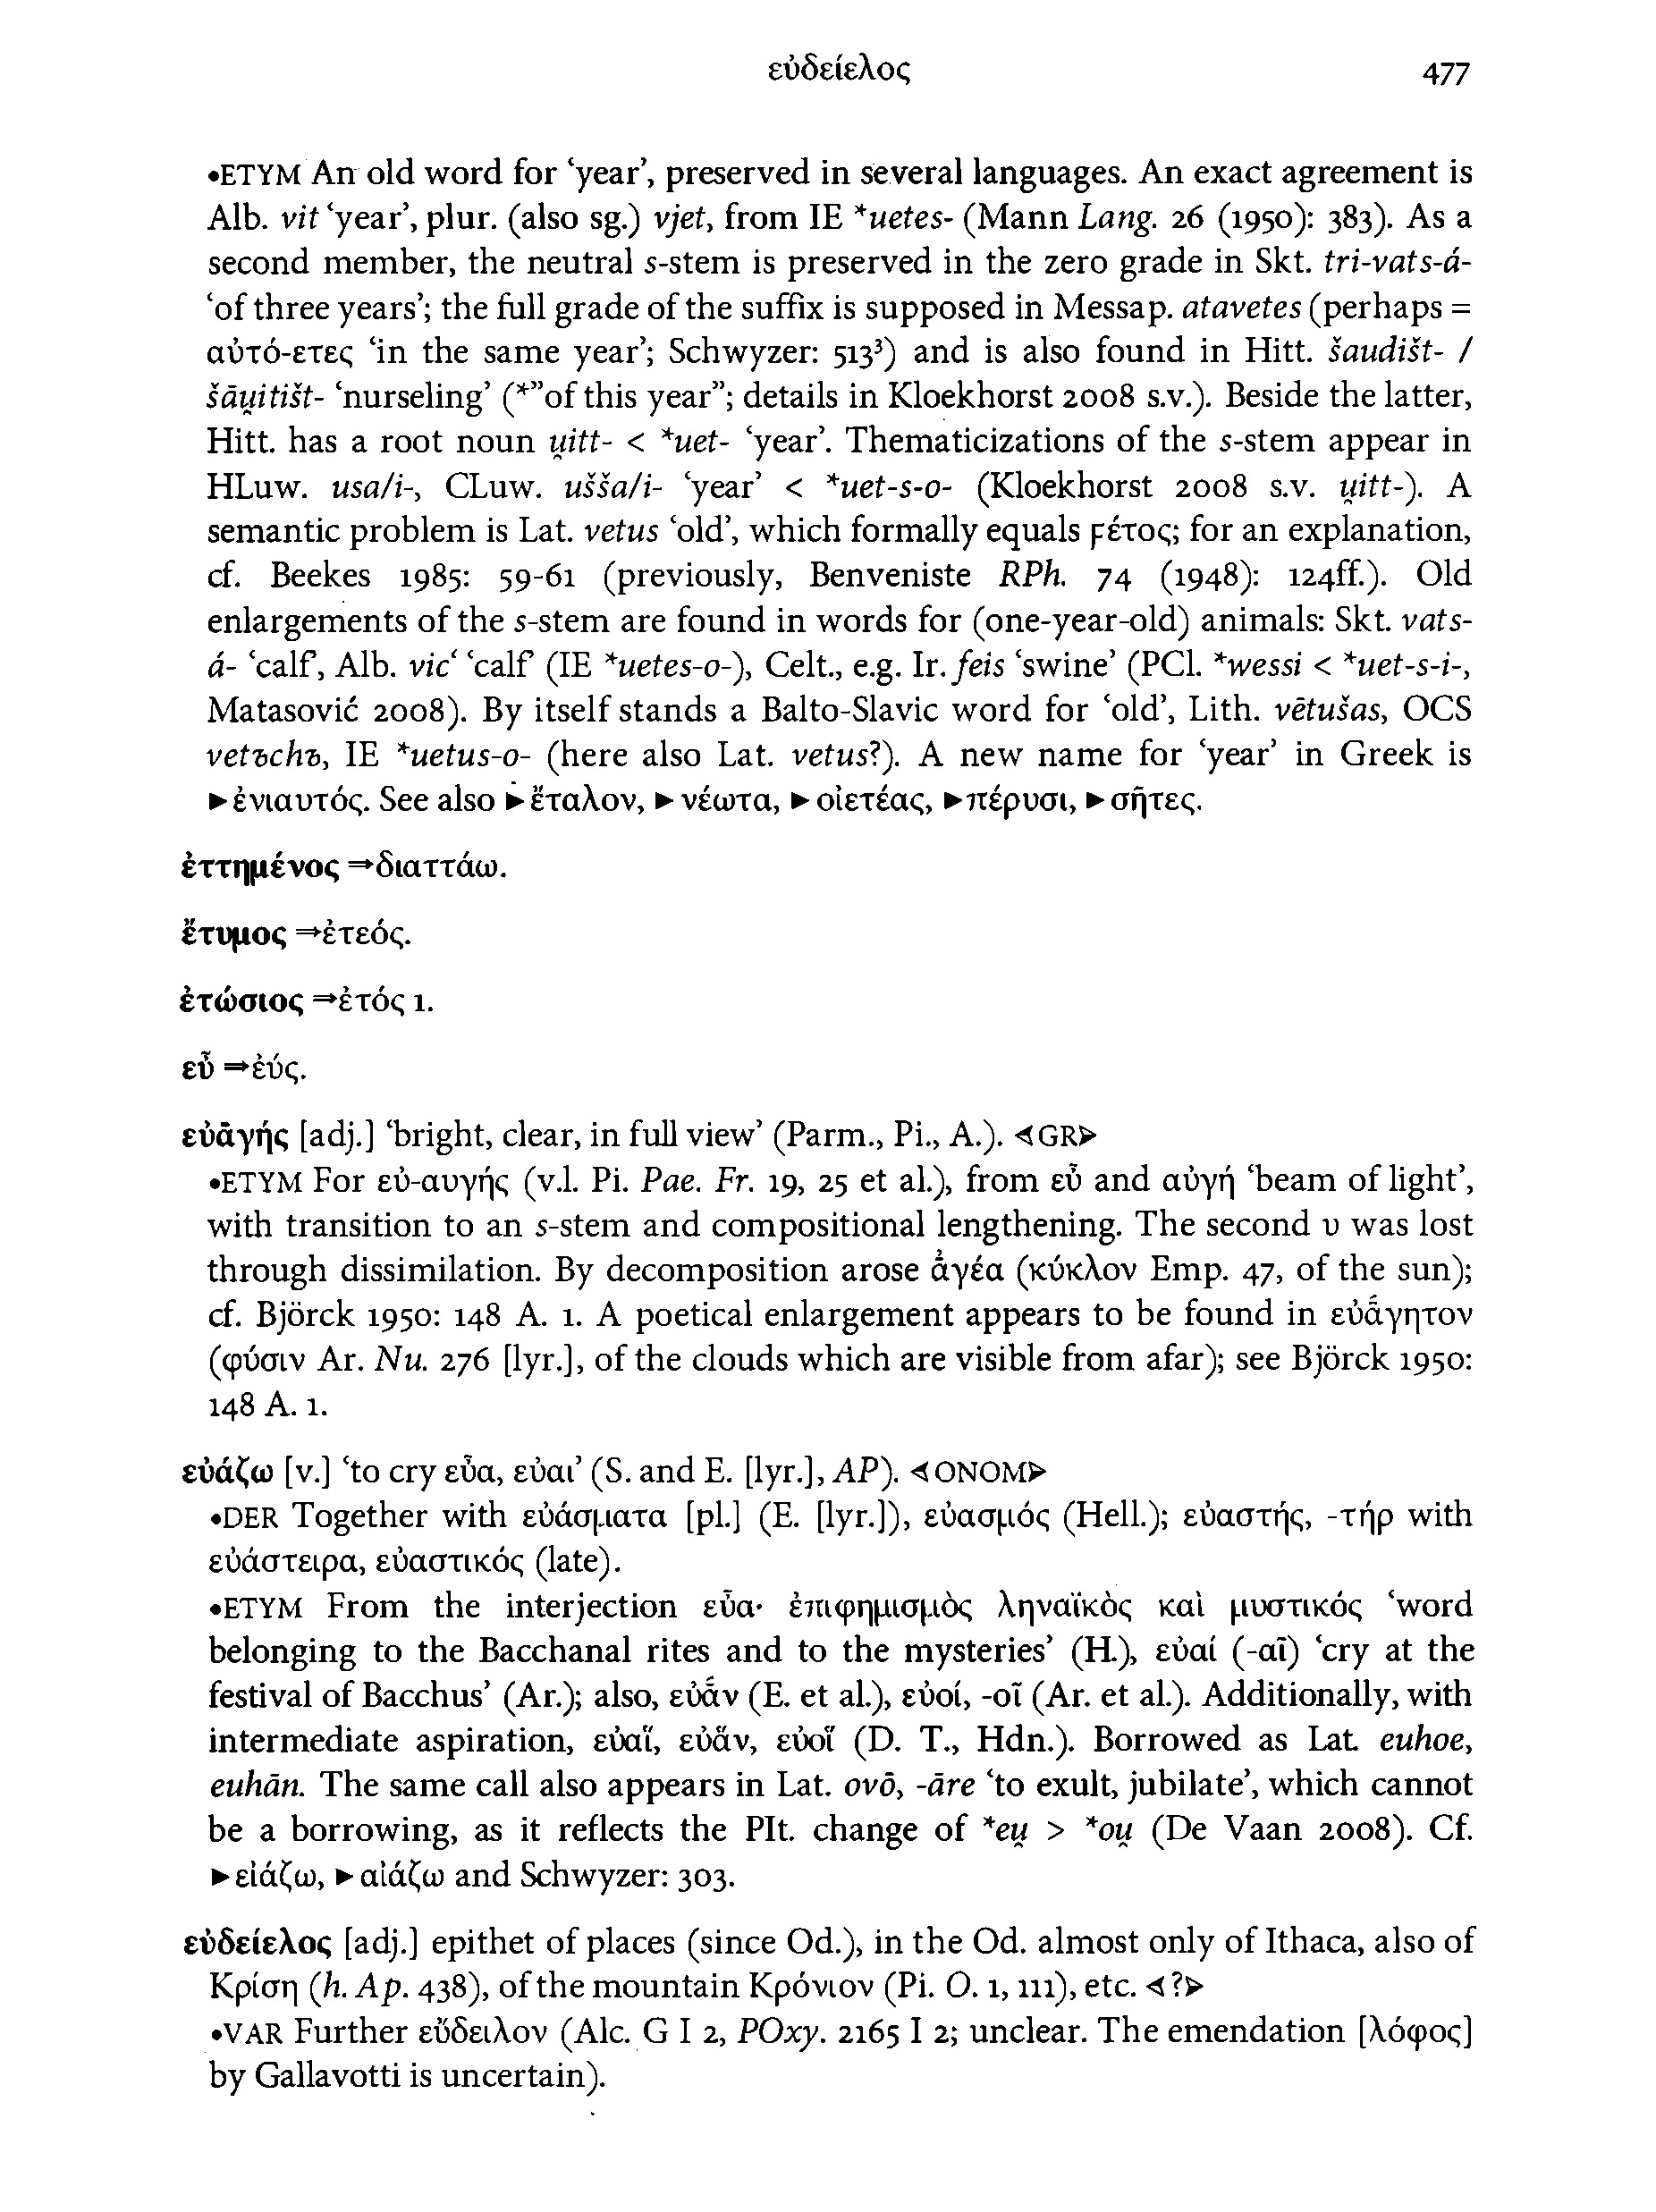 εὐδείελος 477
•ETYM An old word for ‘year’, preserved in several languages. An exact agreement is
Alb. vit ‘year’, plur. (also sg.) vjet, from IE *uetes- (Mann Lang. 26 (1950): 383). As a
second member, the neutral s-stem is preserved in the zero grade in Skt. tri-vats-á-
‘of three years’; the full grade of the suffix is supposed in Messap. atavetes (perhaps =
αὐτό-ετες ‘in the same year’; Schwyzer: 513³) and is also found in Hitt. šaudišt- /
šāu̯itišt- ‘nurseling’ (*”of this year”; details in Kloekhorst 2008 s.v.). Beside the latter,
Hitt. has a root noun u̯itt- < *uet- ‘year’. Thematicizations of the s-stem appear in
HLuw. usa/i-, CLuw. ušša/i- ‘year’ < *uet-s-o- (Kloekhorst 2008 s.v. u̯itt-). A
semantic problem is Lat. vetus ‘old’, which formally equals ϝέτος; for an explanation,
cf. Beekes 1985: 59-61 (previously, Benveniste RPh. 74 (1948): 124ff.). Old
enlargements of the s-stem are found in words for (one-year-old) animals: Skt. vats-
á- ‘calf’, Alb. vic‘ ‘calf’ (IE *uetes-o-), Celt., e.g. Ir. feis ‘swine’ (PCl. *wessi < *uet-s-i-,
Matasović 2008). By itself stands a Balto-Slavic word for ‘old’, Lith. vētušas, OCS
vetъchъ, IE *uetus-o- (here also Lat. vetus?). A new name for ‘year’ in Greek is
►ἐνιαυτός. See also ►ἔταλον, ►νέωτα, ►οἰετέας, ►πέρυσι, ►σῆτες.
ἐττημένος ⇒διαττάω.
ἔτυμος ⇒ἐτεός.
ἐτώσιος ⇒ἐτός 1.
εὖ ⇒ἐύς.
εὐᾱγής [adj.] ‘bright, clear, in full view’ (Parm., Pi., A.). ◄GR►
•ETYM For εὐ-αυγής (v.l. Pi. Pae. Fr. 19, 25 et al.), from εὖ and αὐγή ‘beam of light’,
with transition to an s-stem and compositional lengthening. The second υ was lost
through dissimilation. By decomposition arose ἀ̄γέα (κύκλον Emp. 47, of the sun);
cf. Björck 1950: 148 A. 1. A poetical enlargement appears to be found in εὐᾱ́γητον
(φύσιν Ar. Nu. 276 [lyr.], of the clouds which are visible from afar); see Björck 1950:
148 A. 1.
εὐάζω [v.] ‘to cry εὖα, εὐαι’ (S. and E. [lyr.], AP). ◄ONOM►
•DER Together with εὐάσματα [pl.] (E. [lyr.]), εὐασμός (Hell.); εὐαστής, -τήρ with
εὐάστειρα, εὐαστικός (late).
•ETYM From the interjection εὖα· ἐπιφημισμὸς ληναϊκὸς καὶ μυστικός ‘word
belonging to the Bacchanal rites and to the mysteries’ (H.), εὐαί (-αῖ) ‘cry at the
festival of Bacchus’ (Ar.); also, εὐᾱ́ν (E. et al.), εὐοί, -οῖ (Ar. et al.). Additionally, with
intermediate aspiration, εὐαἵ, εὐἅν, εὐοἵ (D. T., Hdn.). Borrowed as Lat. euhoe,
euhān. The same call also appears in Lat. ovō, -āre ‘to exult, jubilate’, which cannot
be a borrowing, as it reflects the PIt. change of *eu̯ > *ou̯ (De Vaan 2008). Cf.
►εἰάζω, ►αἰάζω and Schwyzer: 303.
εὐδείελος [adj.] epithet of places (since Od.), in the Od. almost only of Ithaca, also of
Κρίση (h. Ap. 438), of the mountain Κρόνιον (Pi. O. 1, 111), etc. ◄?►
•VAR Further εὔδειλον (Alc. G I 2, POxy. 2165 I 2; unclear. The emendation [λόφος]
by Gallavotti is uncertain).